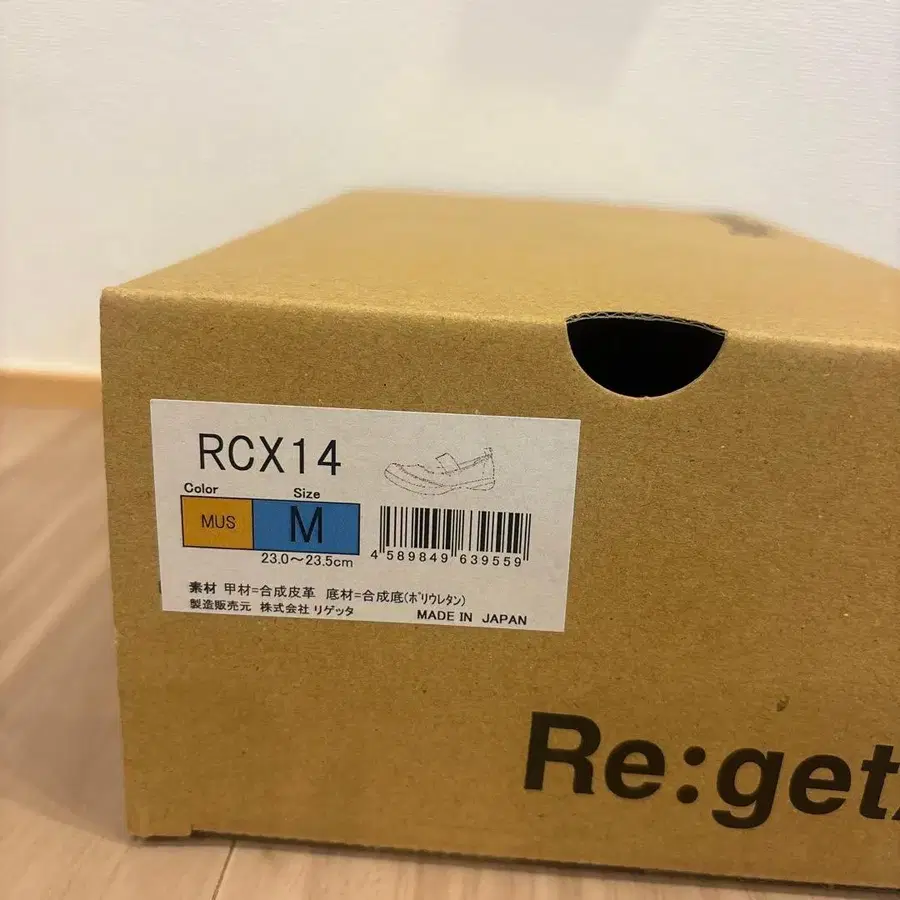 RCX14
Color Size
MUS M
23.0～23.5cm
4 589849 639559
素材 甲材=合成皮革 底材=合成底(ﾎﾟﾘｳﾚﾀﾝ)
製造販売元 株式会社 リゲッタ
MADE IN JAPAN
Re:get